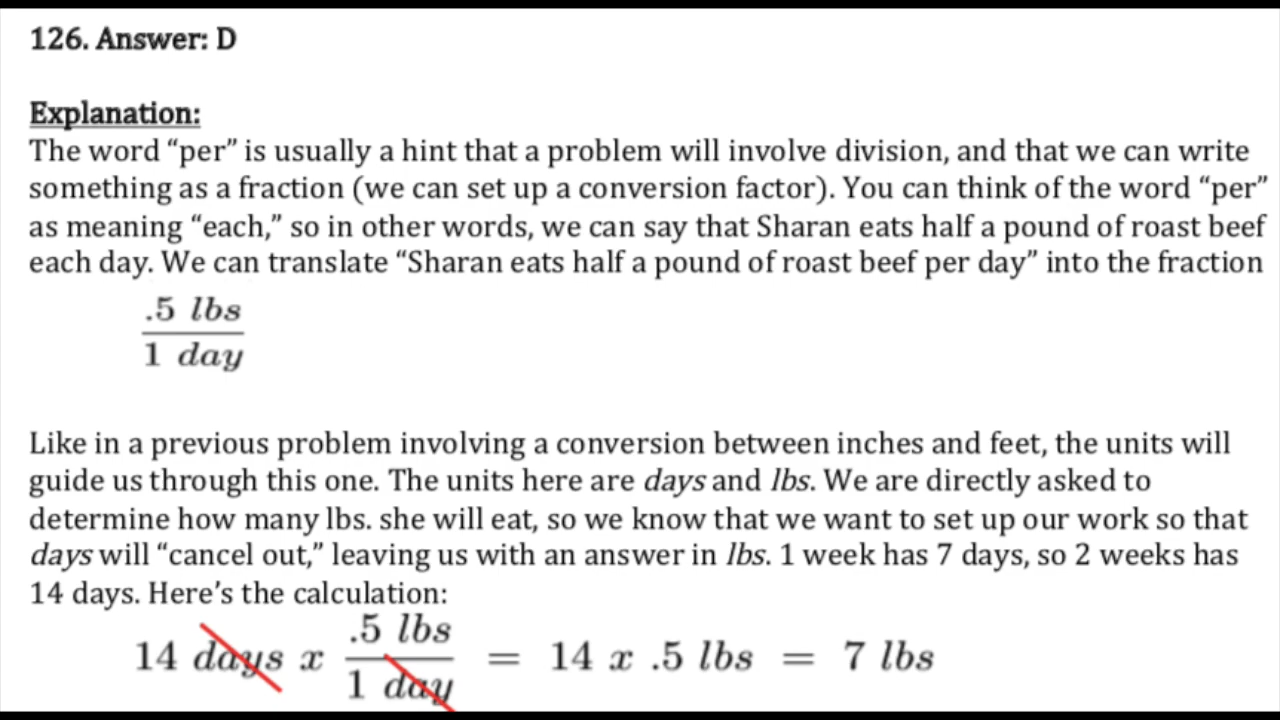 126. Answer: D
Explanation:
The word “per” is usually a hint that a problem will involve division, and that we can write
something as a fraction (we can set up a conversion factor). You can think of the word “per”
as meaning “each,” so in other words, we can say that Sharan eats half a pound of roast beef
each day. We can translate “Sharan eats half a pound of roast beef per day” into the fraction
.5 lbs
1 day
Like in a previous problem involving a conversion between inches and feet, the units will
guide us through this one. The units here are days and lbs. We are directly asked to
determine how many lbs. she will eat, so we know that we want to set up our work so that
days will “cancel out,” leaving us with an answer in lbs. 1 week has 7 days, so 2 weeks has
14 days. Here’s the calculation:
14 days x .5 lbs / 1 day = 14 x .5 lbs = 7 lbs